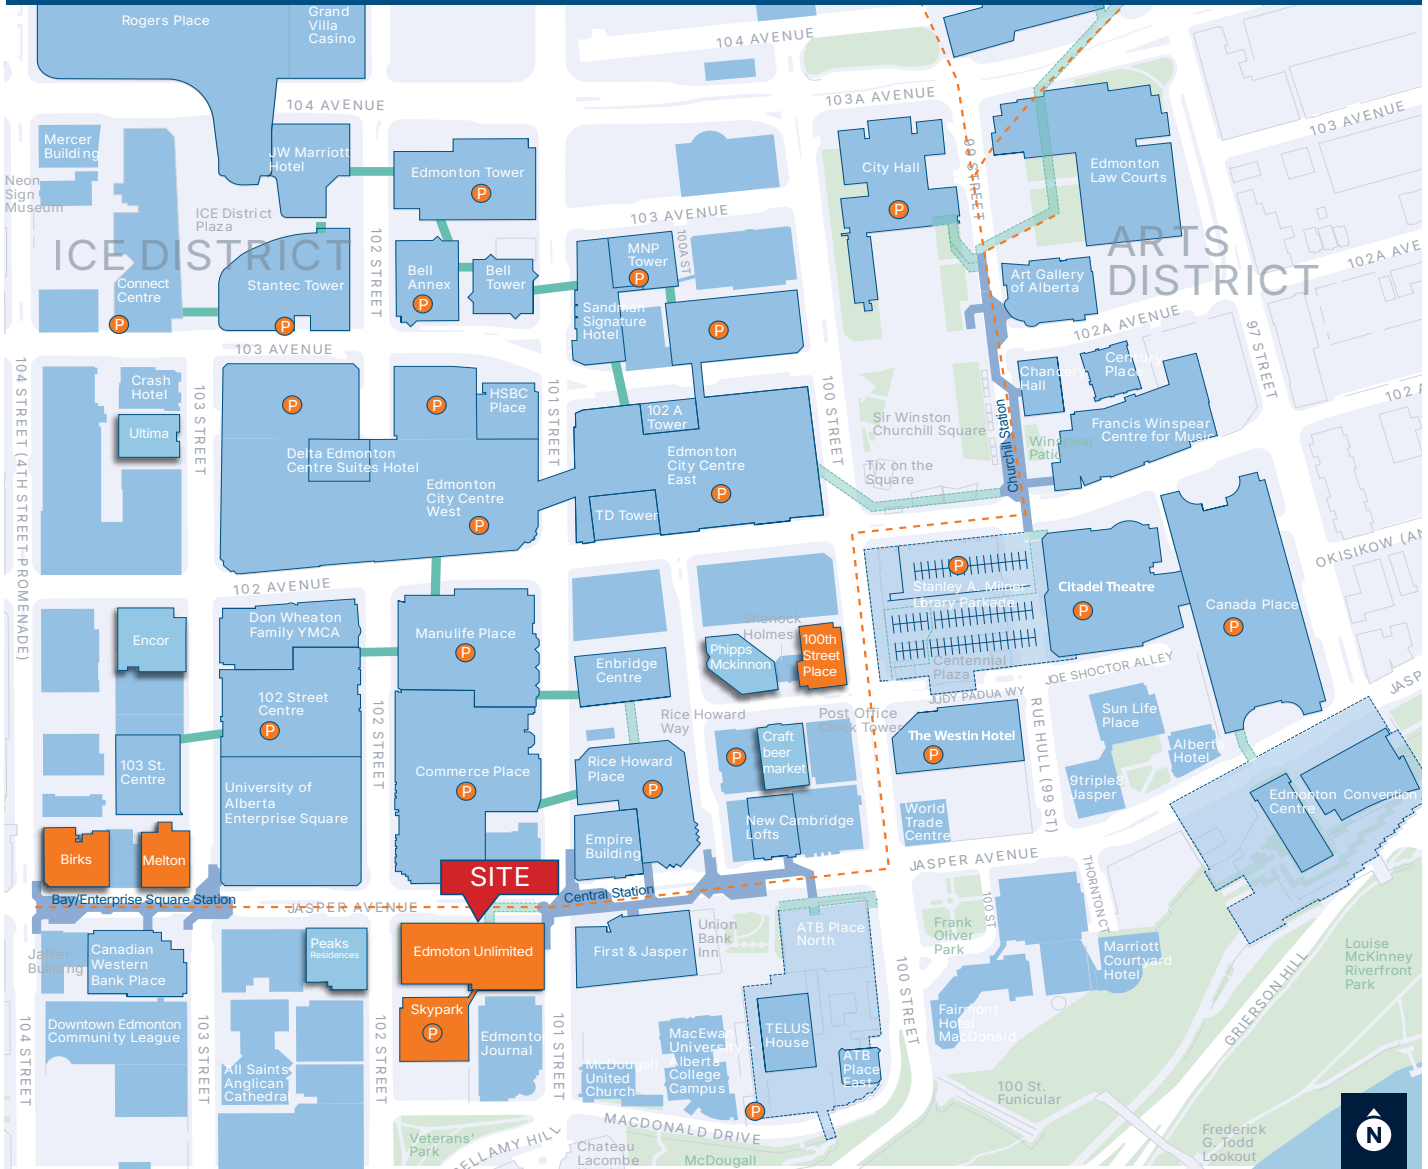 Rogers Place
Grand
Villa
Casino
104 AVENUE
104 AVENUE
103A AVENUE
103 AVENUE
Mercer
Building
JW Marriott
Hotel
Edmonton Tower
P
City Hall
P
99 STREET
Edmonton
Law Courts
Neon
Sign
Museum
ICE District
Plaza
103 AVENUE
100A ST
ICE DISTRICT
102 STREET
ARTS
DISTRICT
102A AVE
Connect
Centre
P
Stantec Tower
P
Bell
Annex
P
Bell
Tower
MNP
Tower
P
Sandman
Signature
Hotel
P
Art Gallery
of Alberta
102A AVENUE
97 STREET
103 AVENUE
104 STREET (4TH STREET PROMENADE)
Crash
Hotel
Ultima
103 STREET
P
P
HSBC
Place
101 STREET
102 A
Tower
100 STREET
Chancery
Hall
Century
Place
102 A
Sir Winston
Churchill Square
Churchill Station
Winspear
Patio
Francis Winspear
Centre for Music
Delta Edmonton
Centre Suites Hotel
Edmonton
City Centre
West
P
Edmonton
City Centre
East
P
TD Tower
Tix on the
Square
OKISIKOW (AN
102 AVENUE
Encor
Don Wheaton
Family YMCA
Manulife Place
P
Sherlock
Holmes
Phipps
Mckinnon
100th
Street
Place
P
Stanley A. Milner
Lbrary Parkade
Citadel Theatre
P
Canada Place
P
Centennial
Plaza
JOE SHOCTOR ALLEY
JUDY PADUA WY
JASP
Enbridge
Centre
102 Street
Centre
P
102 STREET
Rice Howard
Way
Post Office
Clock Tower
The Westin Hotel
P
RUE HULL (99 ST)
Sun Life
Place
Alberta
Hotel
103 St.
Centre
University of
Alberta
Enterprise Square
Commerce Place
P
Rice Howard
Place
P
P
Craft
beer
market
9triple8
Jasper
Edmonton Convention
Centre
World
Trade
Centre
New Cambridge
Lofts
Empire
Building
JASPER AVENUE
THORNTON CT
Birks
Melton
SITE
Bay/Enterprise Square Station
JASPER AVENUE
Central Station
100 ST
Jaffer
Building
Canadian
Western
Bank Place
Peaks
Residences
Edmoton Unlimited
First & Jasper
Union
Bank
Inn
ATB Place
North
Frank
Oliver
Park
Marriott
Courtyard
Hotel
Louise
McKinney
Riverfront
Park
GRIERSON HILL
100 STREET
104 STREET
Downtown Edmonton
Community League
103 STREET
102 STREET
Skypark
P
Edmonto
Journal
101 STREET
MacEwan
University
Alberta
College
Campus
TELUS
House
ATB
Place
East
Fairmont
Hotel
MacDonald
All Saints
Anglican
Cathedral
McDougall
United
Church
P
100 St.
Funicular
MACDONALD DRIVE
Veterans'
Park
BELLAMY HILL
Chateau
Lacombe
McDougall
Frederick
G. Todd
Lookout
N